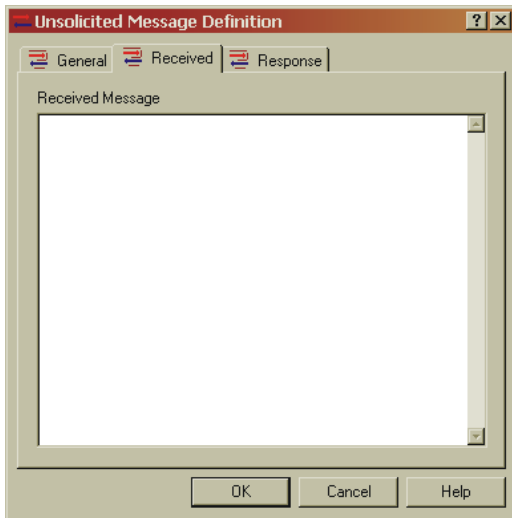 Unsolicited Message Definition
General Received Response
Received Message
OK Cancel Help